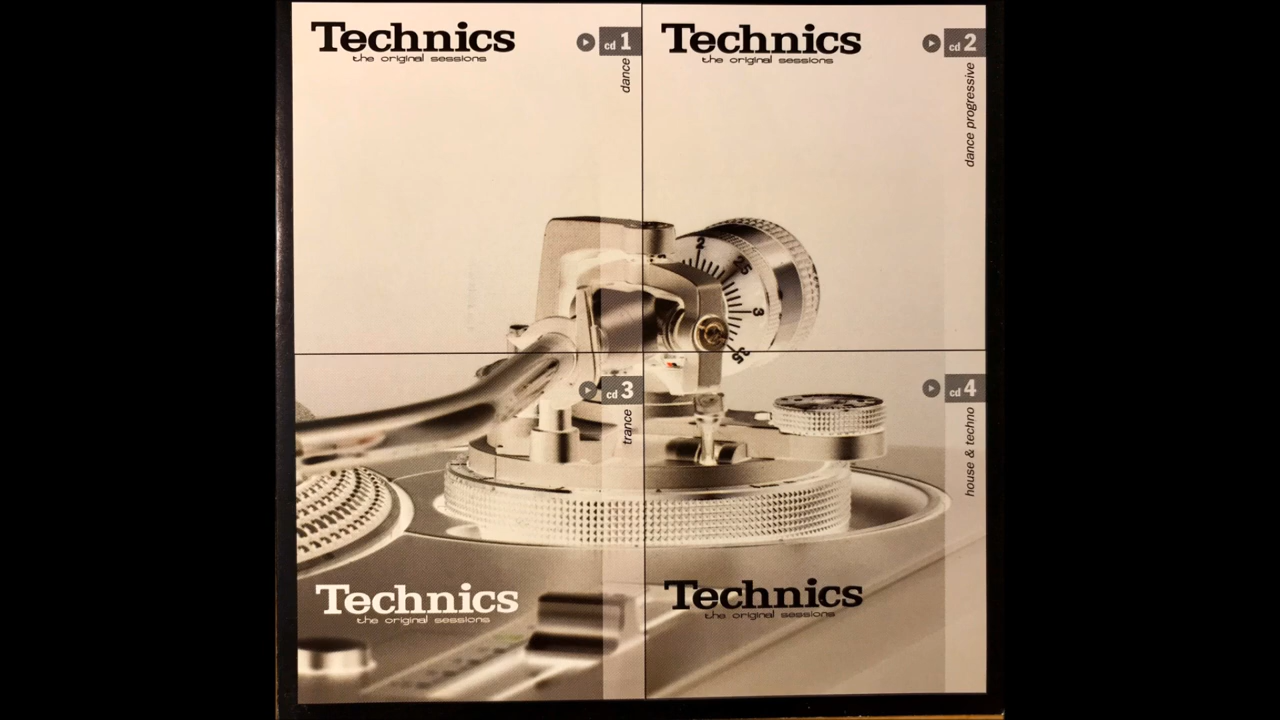 Technics
the original sessions
cd 1
dance
Technics
the original sessions
cd 2
dance progressive
2
25
3
35
cd 3
trance
Technics
the original sessions
cd 4
house & techno
Technics
the original sessions